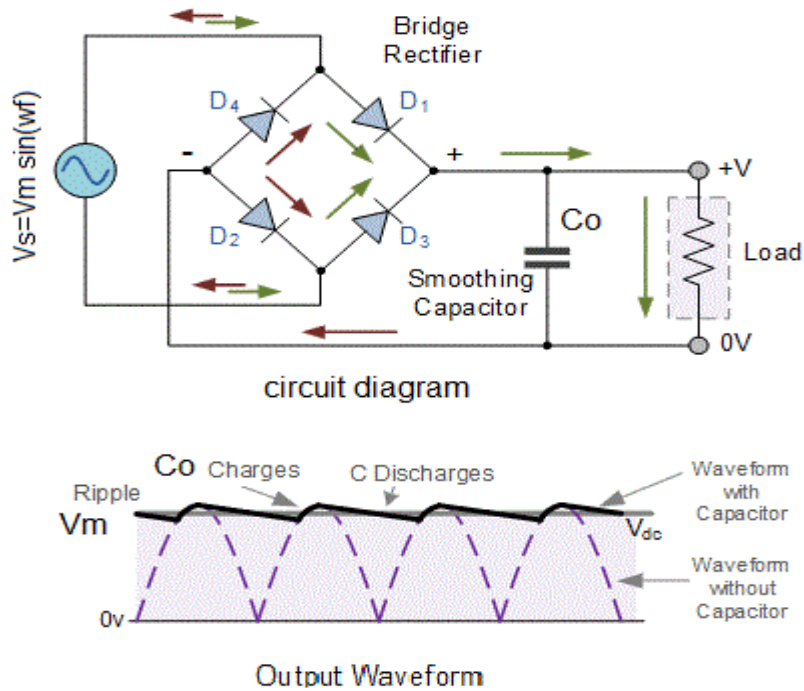 Bridge
Rectifier
Vs=Vm sin(wf)
D4
D1
-
+
+V
D2
D3
Co
Smoothing
Capacitor
Load
0V
circuit diagram
Co
Charges
C Discharges
Waveform
with
Capacitor
Ripple
Vm
Vdc
Waveform
without
Capacitor
0v
Output Waveform